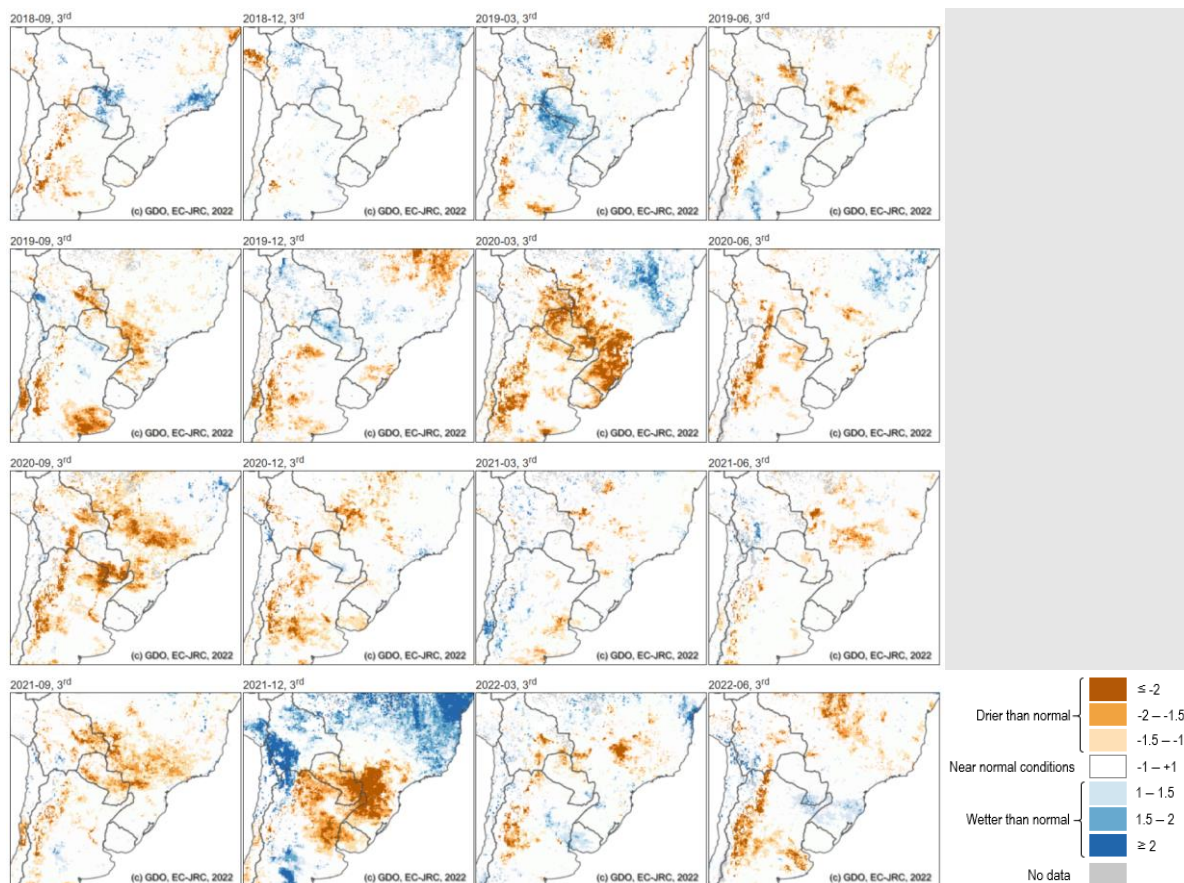 2018-09, 3rd
2018-12, 3rd
2019-03, 3rd
2019-06, 3rd
(c) GDO, EC-JRC, 2022
(c) GDO, EC-JRC, 2022
(c) GDO, EC-JRC, 2022
(c) GDO, EC-JRC, 2022
2019-09, 3rd
2019-12, 3rd
2020-03, 3rd
2020-06, 3rd
(c) GDO, EC-JRC, 2022
(c) GDO, EC-JRC, 2022
(c) GDO, EC-JRC, 2022
(c) GDO, EC-JRC, 2022
2020-09, 3rd
2020-12, 3rd
2021-03, 3rd
2021-06, 3rd
(c) GDO, EC-JRC, 2022
(c) GDO, EC-JRC, 2022
(c) GDO, EC-JRC, 2022
(c) GDO, EC-JRC, 2022
2021-09, 3rd
2021-12, 3rd
2022-03, 3rd
2022-06, 3rd
(c) GDO, EC-JRC, 2022
(c) GDO, EC-JRC, 2022
(c) GDO, EC-JRC, 2022
(c) GDO, EC-JRC, 2022
Drier than normal
≤ -2
-2 – -1.5
-1.5 – -1
Near normal conditions
-1 – +1
Wetter than normal
1 – 1.5
1.5 – 2
≥ 2
No data